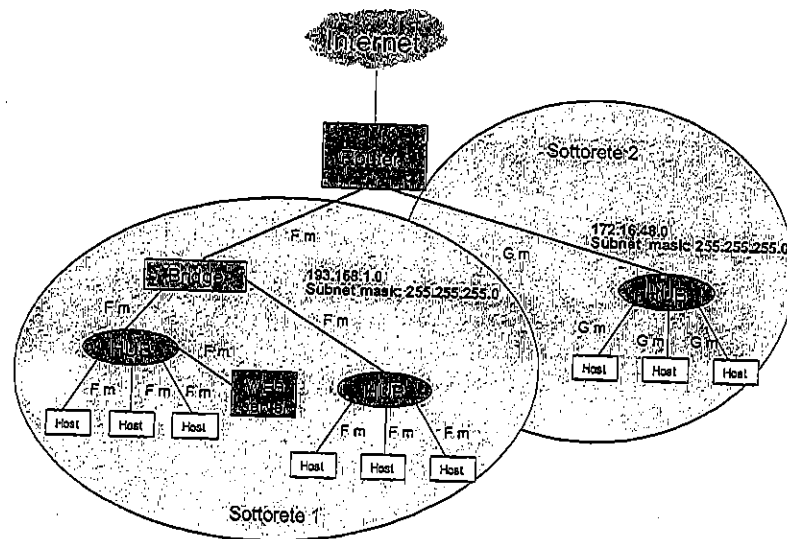 Internet
Router
Sottorete 2
172.16.48.0
Subnet mask: 255.255.255.0
F m
G m
Bridge
193.168.1.0
Subnet mask: 255.255.255.0
F m
F m
HUB
G m
G m
G m
HUB
F m
WEB
Host
Host
Host
F m
F m
F m
HUB
Host
Host
Host
F m
F m
F m
Host
Host
Host
Sottorete 1